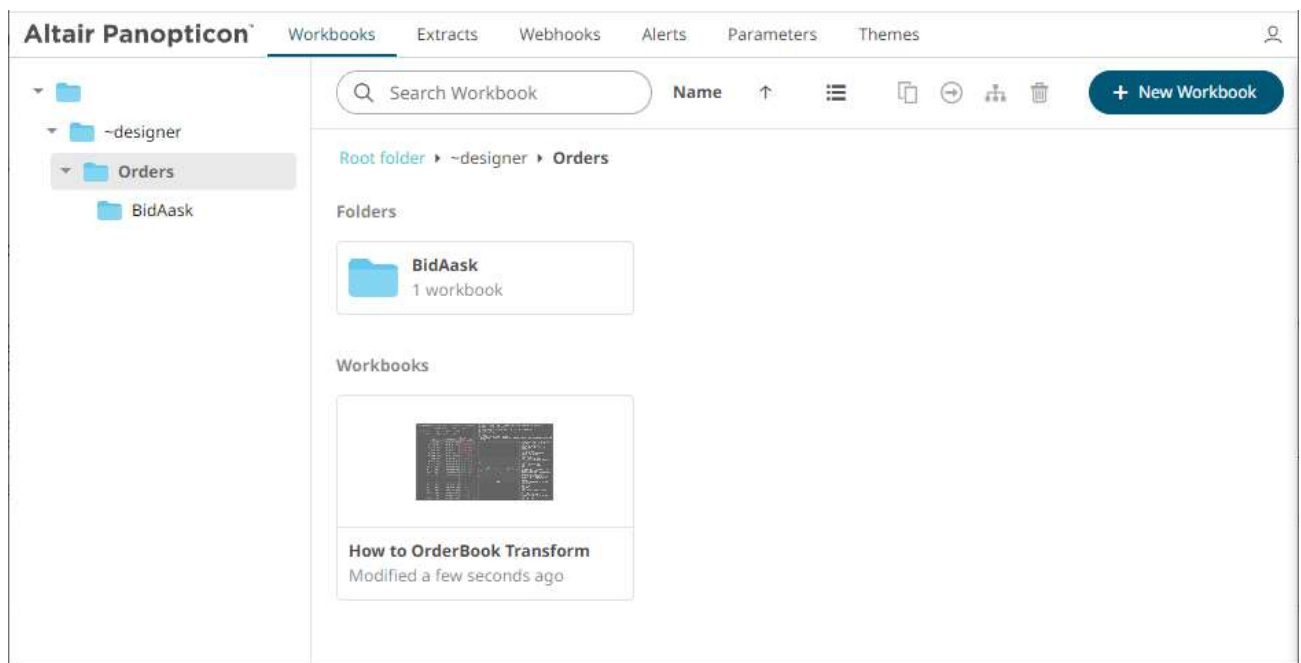 Altair Panopticon™ Workbooks Extracts Webhooks Alerts Parameters Themes
Search Workbook Name ↑ + New Workbook
~designer
Orders
BidAask
Root folder ▸ ~designer ▸ Orders
Folders
BidAask
1 workbook
Workbooks
How to OrderBook Transform
Modified a few seconds ago